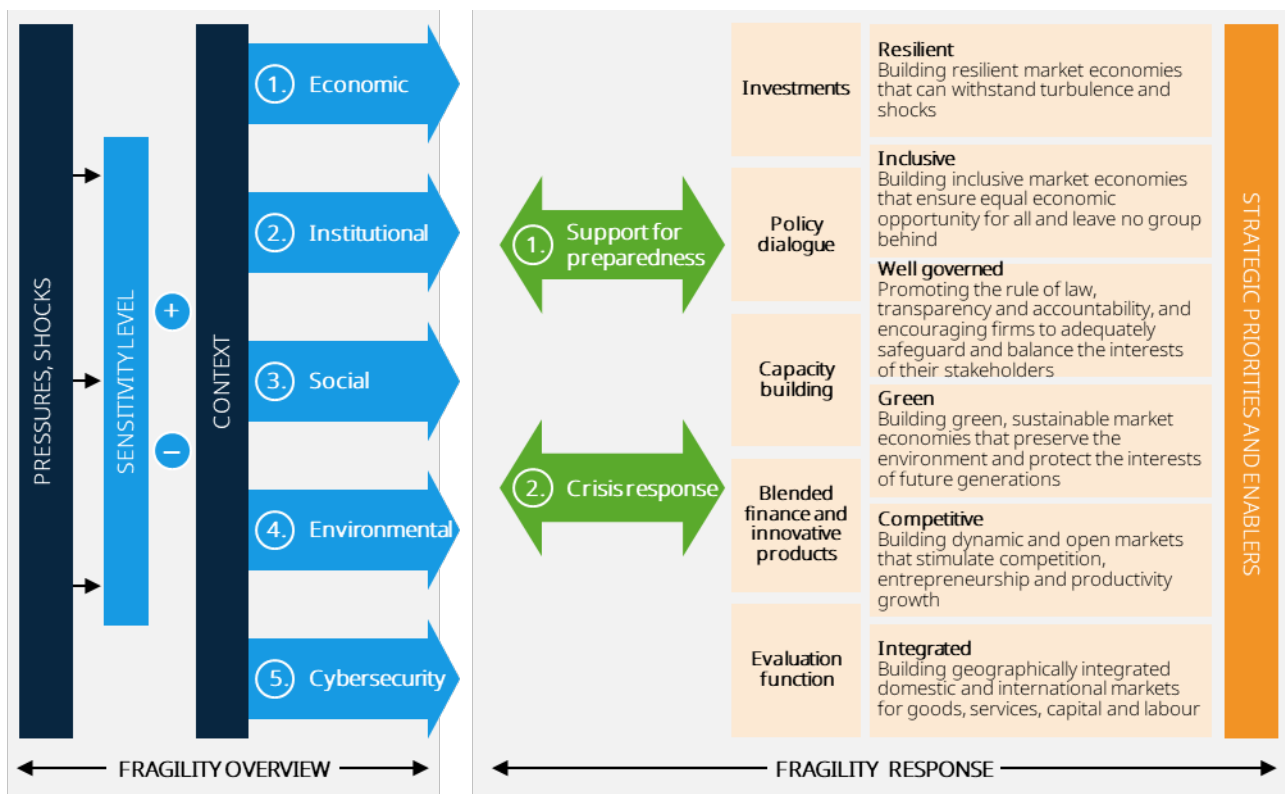 PRESSURES, SHOCKS
SENSITIVITY LEVEL
+
−
CONTEXT
1. Economic
2. Institutional
3. Social
4. Environmental
5. Cybersecurity
FRAGILITY OVERVIEW
1. Support for
preparedness
2. Crisis response
Investments
Policy
dialogue
Capacity
building
Blended
finance and
innovative
products
Evaluation
function
Resilient
Building resilient market economies
that can withstand turbulence and
shocks
Inclusive
Building inclusive market economies
that ensure equal economic
opportunity for all and leave no group
behind
Well governed
Promoting the rule of law,
transparency and accountability, and
encouraging firms to adequately
safeguard and balance the interests
of their stakeholders
Green
Building green, sustainable market
economies that preserve the
environment and protect the interests
of future generations
Competitive
Building dynamic and open markets
that stimulate competition,
entrepreneurship and productivity
growth
Integrated
Building geographically integrated
domestic and international markets
for goods, services, capital and labour
STRATEGIC PRIORITIES AND ENABLERS
FRAGILITY RESPONSE